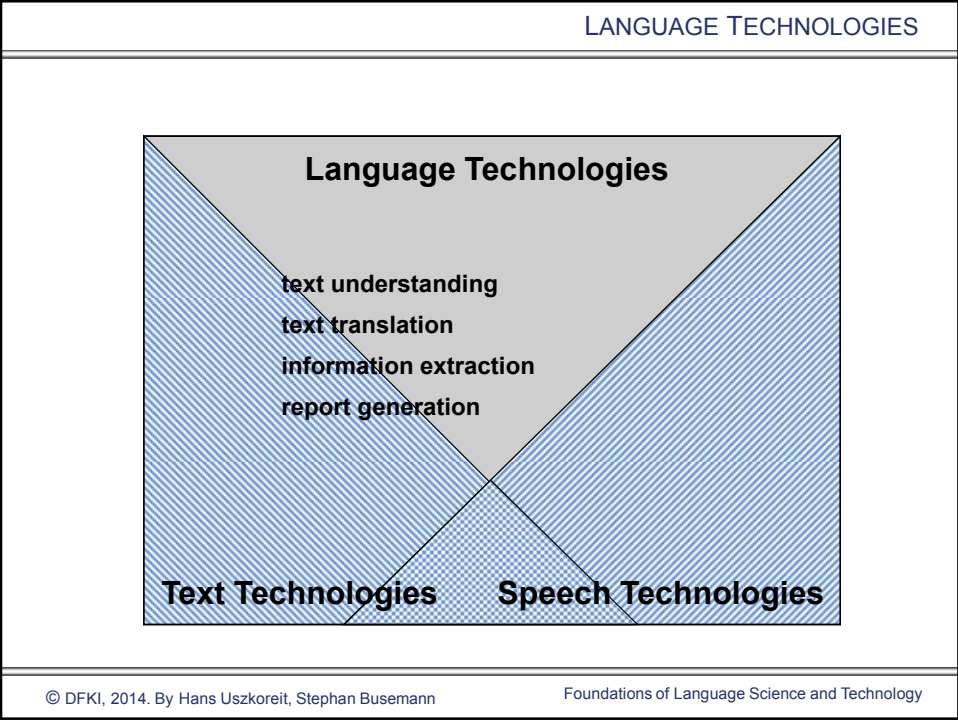 LANGUAGE TECHNOLOGIES
Language Technologies
text understanding
text translation
information extraction
report generation
Text Technologies
Speech Technologies
© DFKI, 2014. By Hans Uszkoreit, Stephan Busemann
Foundations of Language Science and Technology